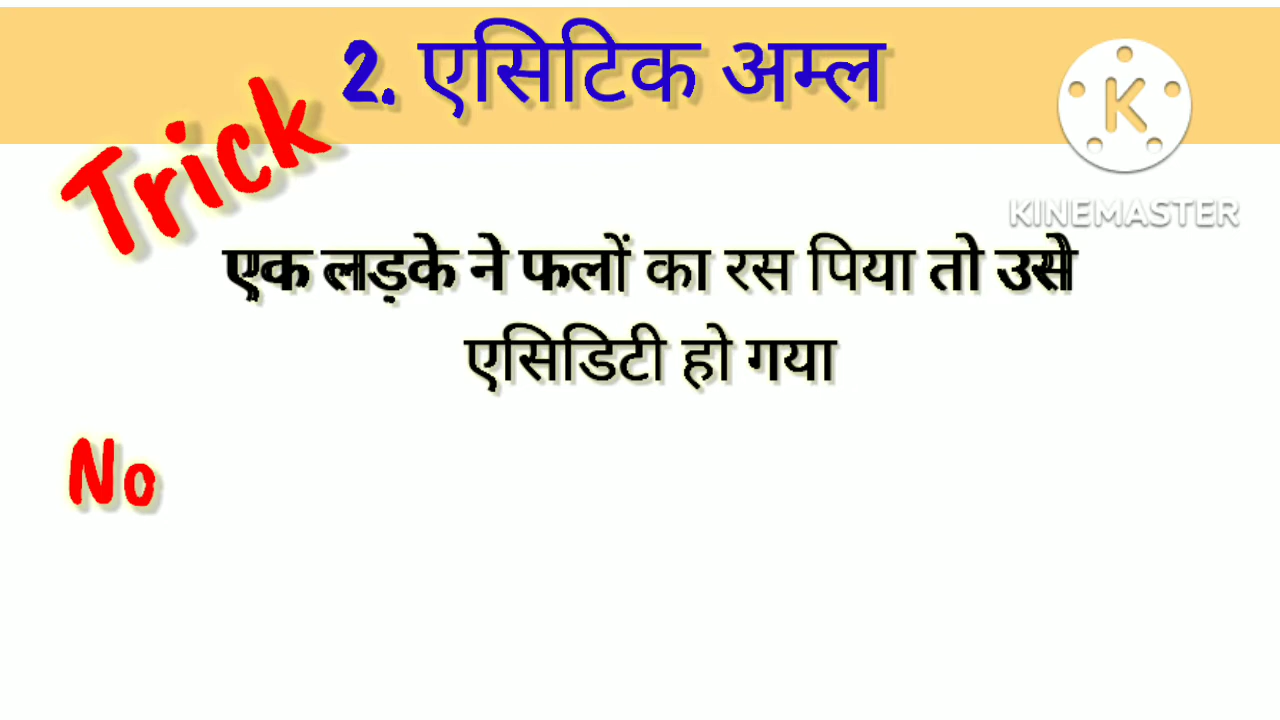 2. एसिटिक अम्ल
Trick
K
KINEMASTER
एक लड़के ने फलों का रस पिया तो उसे
एसिडिटी हो गया
No